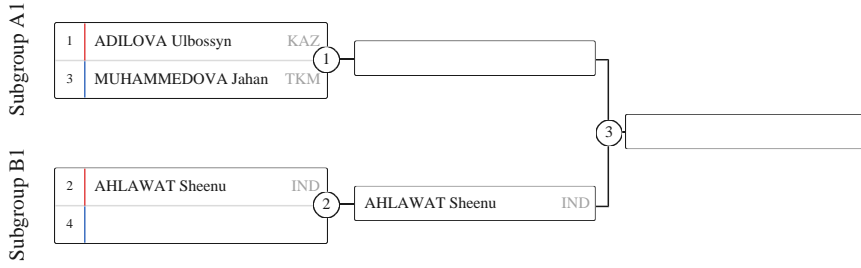 Subgroup A1
1 ADILOVA Ulbossyn KAZ
3 MUHAMMEDOVA Jahan TKM
1
3
Subgroup B1
2 AHLAWAT Sheenu IND
4
2
AHLAWAT Sheenu IND